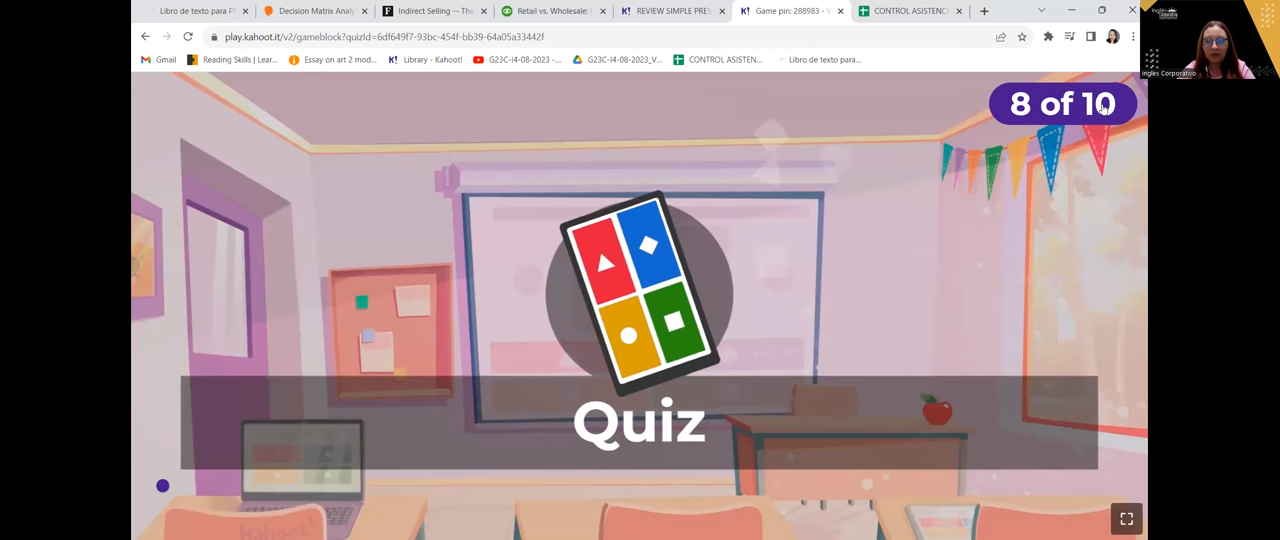 Libro de texto para P
Decision Matrix Anal
Indirect Selling -- The
Retail vs. Wholesale:
K! REVIEW SIMPLE PRES
K! Game pin: 288983 - V
CONTROL ASISTENC
play.kahoot.it/v2/gameblock?quizId=6df649f7-93bc-454f-bb39-64a05a33442f
Gmail
Reading Skills | Lear...
Essay on art 2 mod...
K! Library - Kahoot!
G23C-I4-08-2023 -...
G23C-I4-08-2023_V...
CONTROL ASISTEN...
Libro de texto para...
Inglés Corporativo
8 of 10
Quiz
Kahoot!